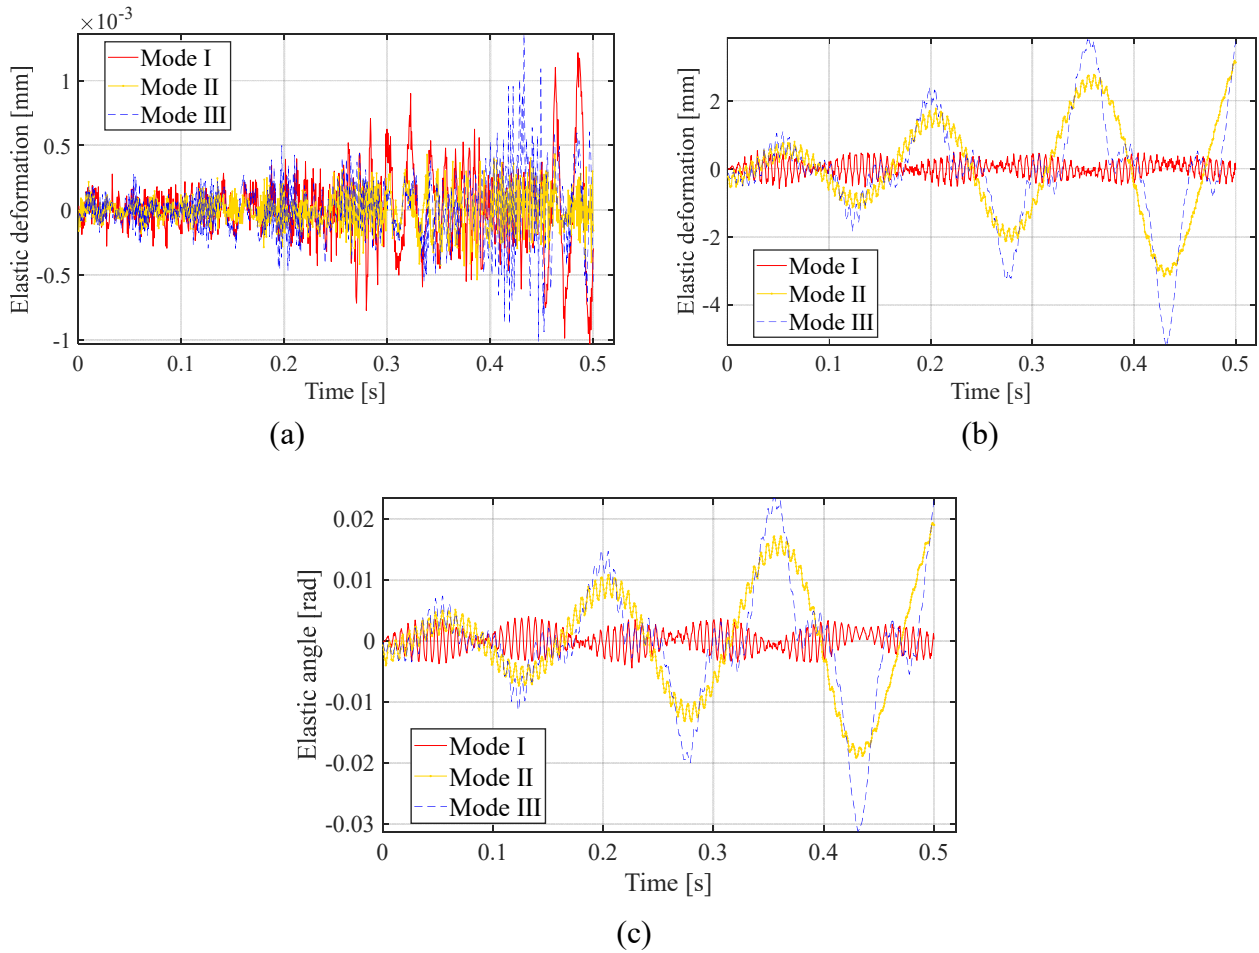 ×10⁻³
Elastic deformation [mm]
1
0.5
0
-0.5
-1
Mode I
Mode II
Mode III
0 0.1 0.2 0.3 0.4 0.5
Time [s]
(a)
Elastic deformation [mm]
2
0
-2
-4
Mode I
Mode II
Mode III
0 0.1 0.2 0.3 0.4 0.5
Time [s]
(b)
Elastic angle [rad]
0.02
0.01
0
-0.01
-0.02
-0.03
Mode I
Mode II
Mode III
0 0.1 0.2 0.3 0.4 0.5
Time [s]
(c)